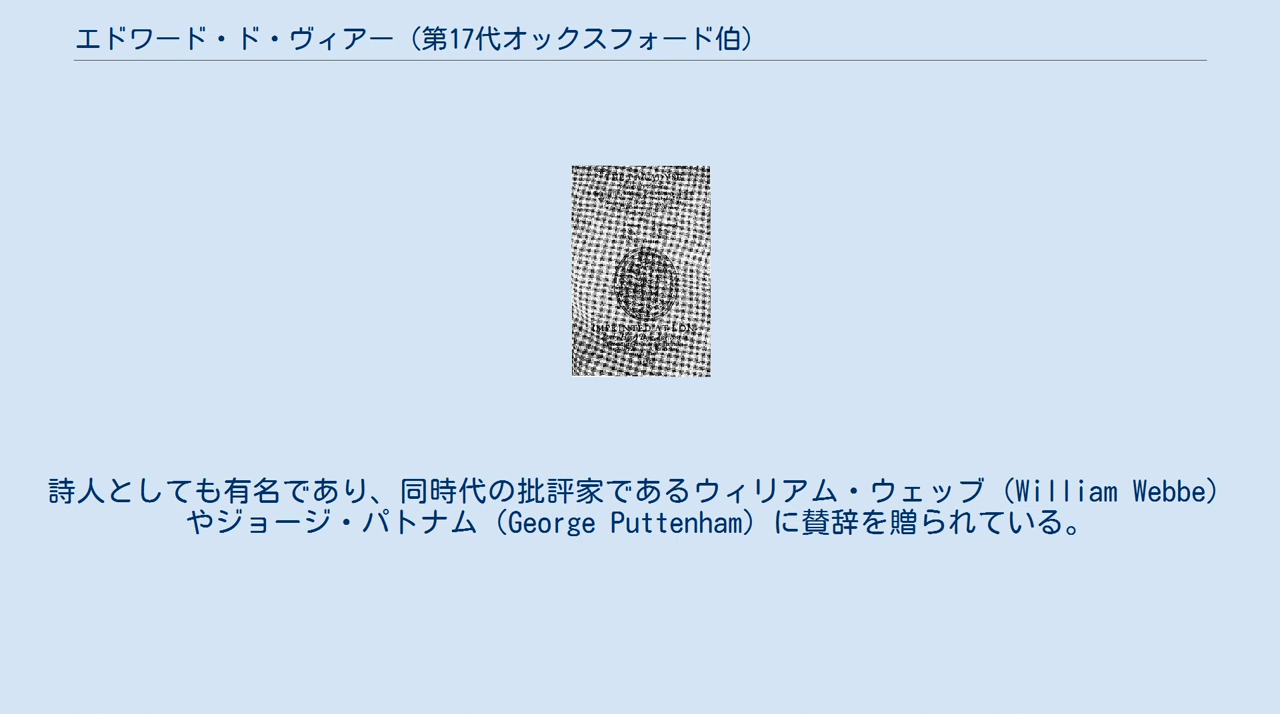 エドワード・ド・ヴィアー（第17代オックスフォード伯）
IMPRINTED AT LON
詩人としても有名であり、同時代の批評家であるウィリアム・ウェッブ（William Webbe）
やジョージ・パトナム（George Puttenham）に賛辞を贈られている。